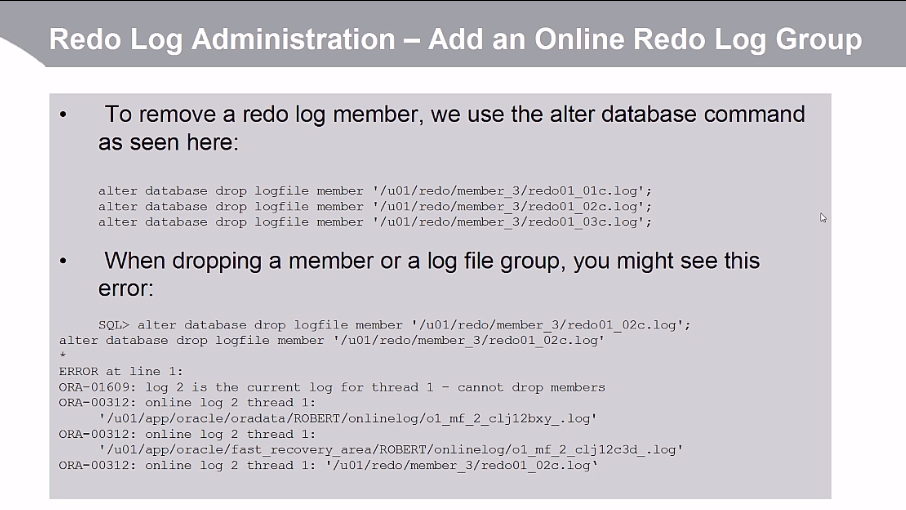 Redo Log Administration – Add an Online Redo Log Group
• To remove a redo log member, we use the alter database command
as seen here:
alter database drop logfile member '/u01/redo/member_3/redo01_01c.log';
alter database drop logfile member '/u01/redo/member_3/redo01_02c.log';
alter database drop logfile member '/u01/redo/member_3/redo01_03c.log';
• When dropping a member or a log file group, you might see this
error:
SQL> alter database drop logfile member '/u01/redo/member_3/redo01_02c.log';
alter database drop logfile member '/u01/redo/member_3/redo01_02c.log'
*
ERROR at line 1:
ORA-01609: log 2 is the current log for thread 1 - cannot drop members
ORA-00312: online log 2 thread 1:
'/u01/app/oracle/oradata/ROBERT/onlinelog/o1_mf_2_clj12bxy_.log'
ORA-00312: online log 2 thread 1:
'/u01/app/oracle/fast_recovery_area/ROBERT/onlinelog/o1_mf_2_clj12c3d_.log'
ORA-00312: online log 2 thread 1: '/u01/redo/member_3/redo01_02c.log‛